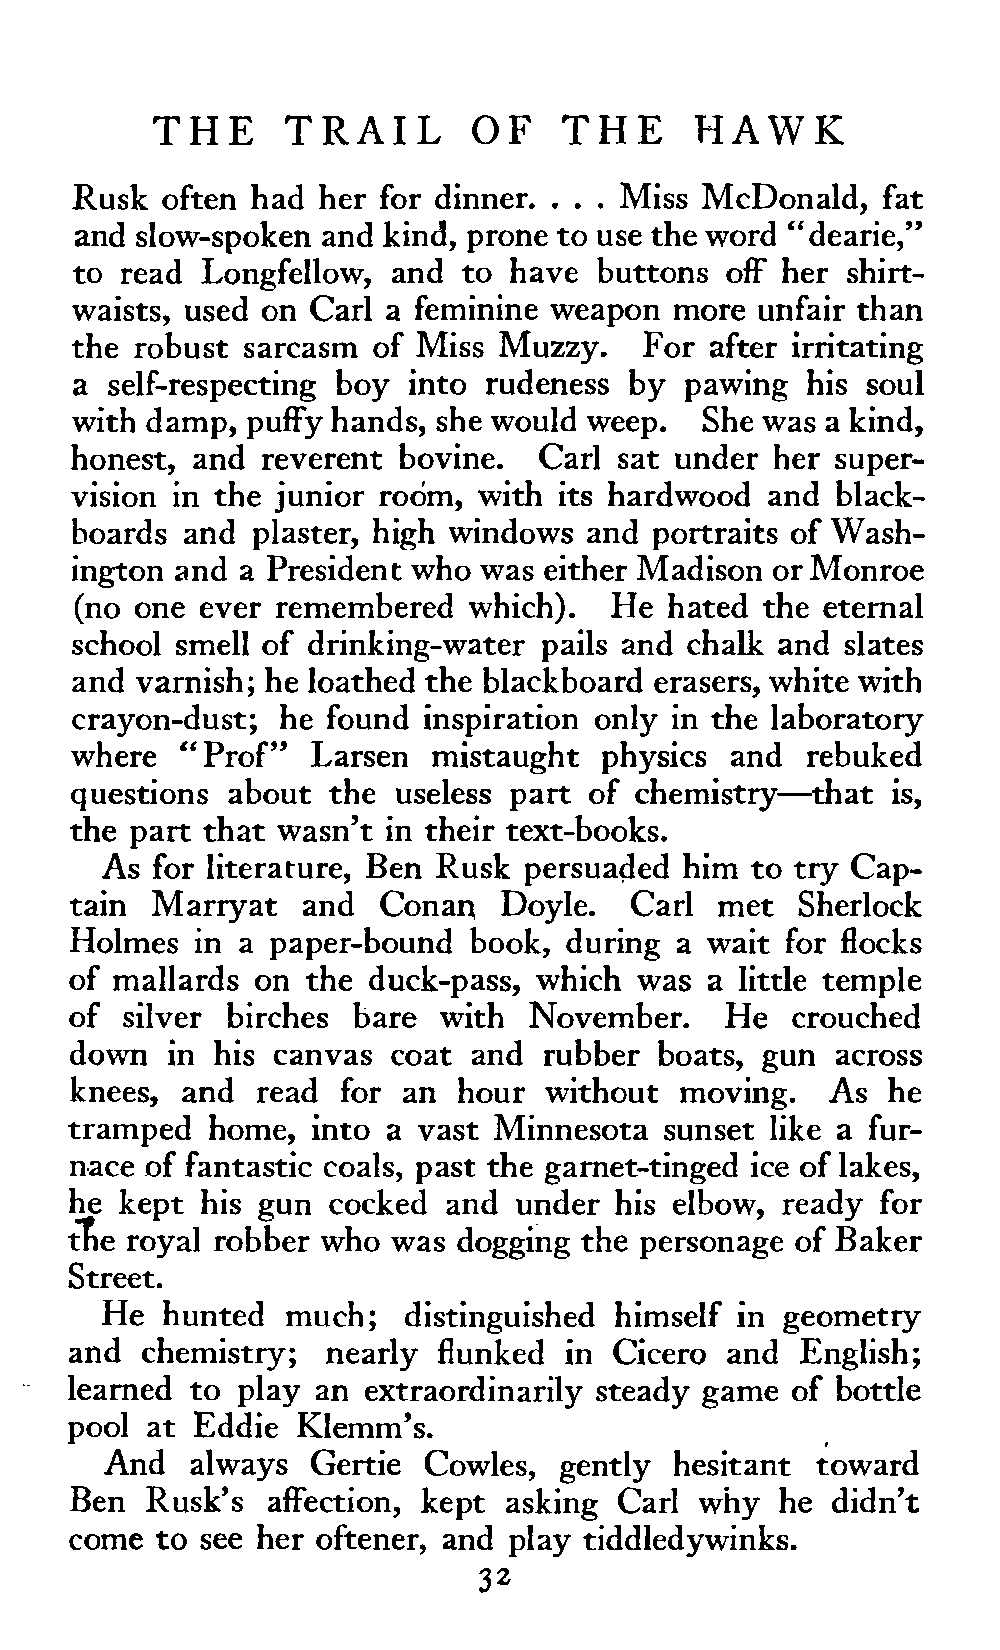 THE TRAIL OF THE HAWK
Rusk often had her for dinner. . . . Miss McDonald, fat
and slow-spoken and kind, prone to use the word "dearie,"
to read Longfellow, and to have buttons off her shirt-
waists, used on Carl a feminine weapon more unfair than
the robust sarcasm of Miss Muzzy. For after irritating
a self-respecting boy into rudeness by pawing his soul
with damp, puffy hands, she would weep. She was a kind,
honest, and reverent bovine. Carl sat under her super-
vision in the junior room, with its hardwood and black-
boards and plaster, high windows and portraits of Wash-
ington and a President who was either Madison or Monroe
(no one ever remembered which). He hated the eternal
school smell of drinking-water pails and chalk and slates
and varnish; he loathed the blackboard erasers, white with
crayon-dust; he found inspiration only in the laboratory
where "Prof" Larsen mistaught physics and rebuked
questions about the useless part of chemistry—that is,
the part that wasn't in their text-books.
As for literature, Ben Rusk persuaded him to try Cap-
tain Marryat and Conan Doyle. Carl met Sherlock
Holmes in a paper-bound book, during a wait for flocks
of mallards on the duck-pass, which was a little temple
of silver birches bare with November. He crouched
down in his canvas coat and rubber boats, gun across
knees, and read for an hour without moving. As he
tramped home, into a vast Minnesota sunset like a fur-
nace of fantastic coals, past the garnet-tinged ice of lakes,
he kept his gun cocked and under his elbow, ready for
the royal robber who was dogging the personage of Baker
Street.
He hunted much; distinguished himself in geometry
and chemistry; nearly flunked in Cicero and English;
learned to play an extraordinarily steady game of bottle
pool at Eddie Klemm's.
And always Gertie Cowles, gently hesitant toward
Ben Rusk's affection, kept asking Carl why he didn't
come to see her oftener, and play tiddledywinks.
32